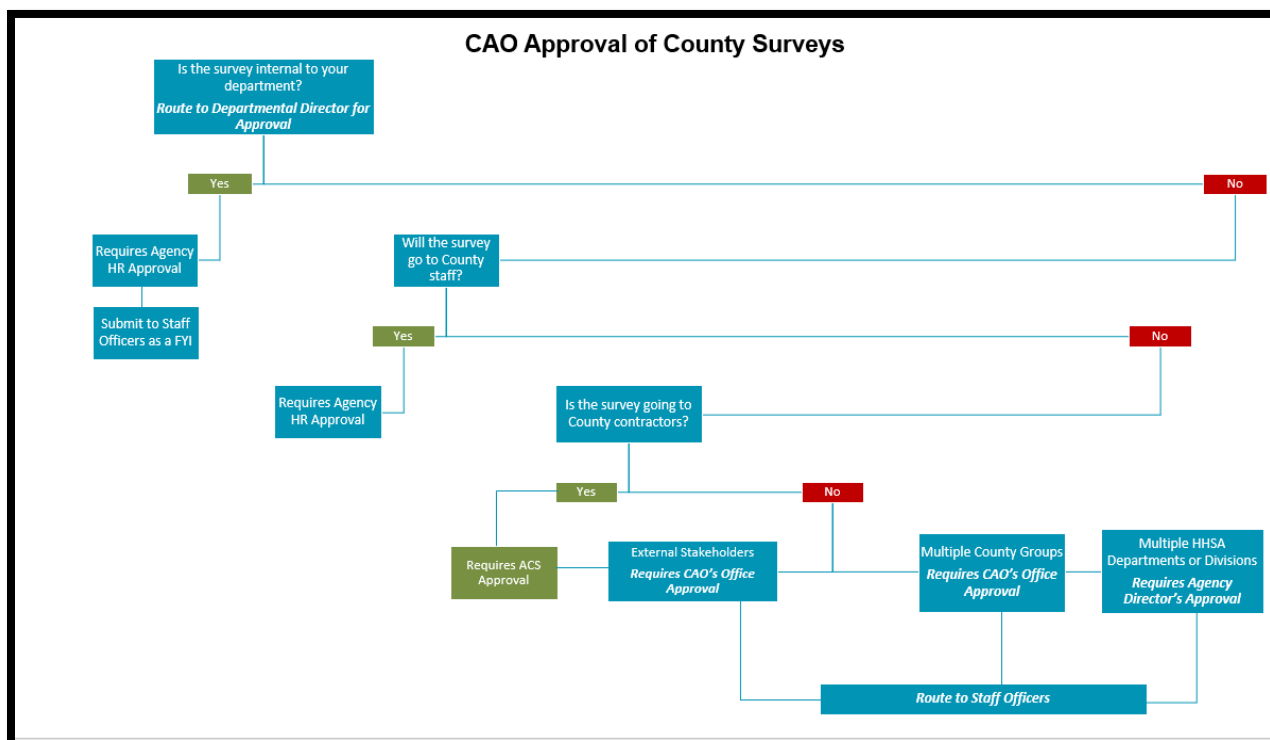 CAO Approval of County Surveys
Is the survey internal to your
department?
Route to Departmental Director for
Approval
Yes
No
Requires Agency
HR Approval
Submit to Staff
Officers as a FYI
Will the survey
go to County
staff?
Yes
No
Requires Agency
HR Approval
Is the survey going to
County contractors?
Yes
No
Requires ACS
Approval
External Stakeholders
Requires CAO's Office
Approval
Multiple County Groups
Requires CAO's Office
Approval
Multiple HHSA
Departments or Divisions
Requires Agency
Director's Approval
Route to Staff Officers